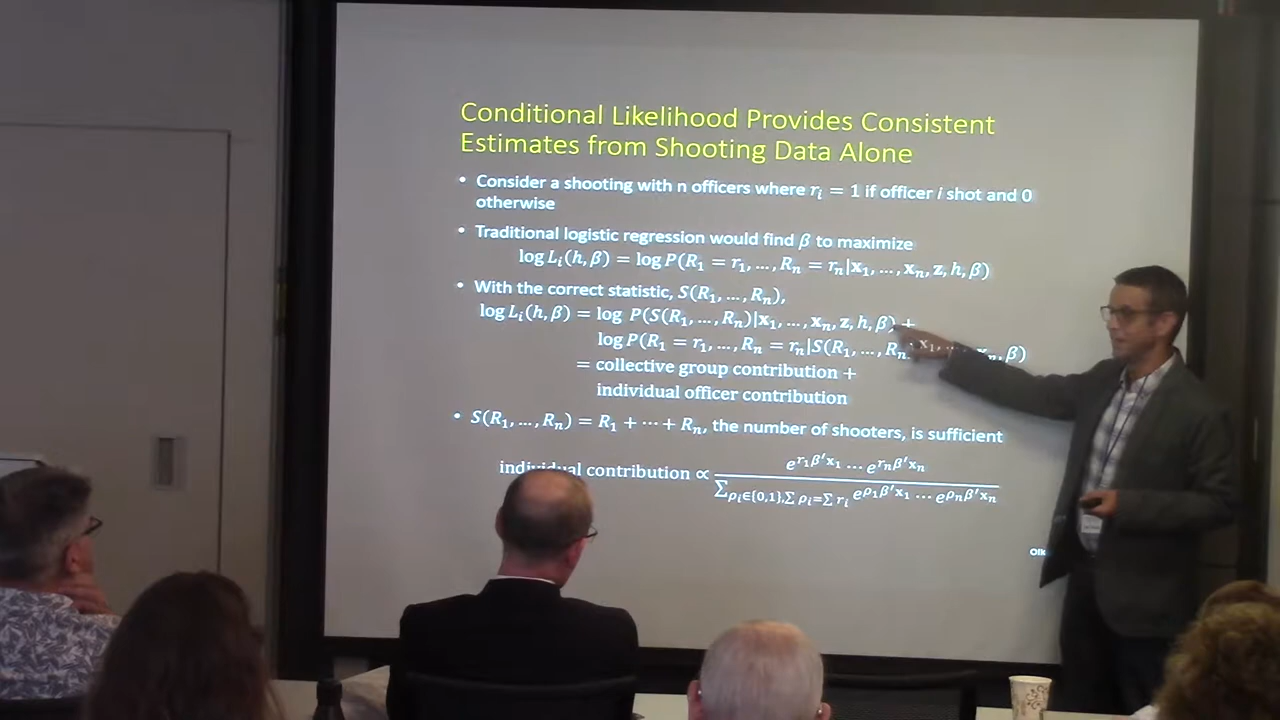 Conditional Likelihood Provides Consistent
Estimates from Shooting Data Alone
• Consider a shooting with n officers where rᵢ = 1 if officer i shot and 0
otherwise
• Traditional logistic regression would find β to maximize
log Lᵢ(h, β) = log P(R₁ = r₁, … , Rₙ = rₙ|x₁, … , xₙ, z, h, β)
• With the correct statistic, S(R₁, … , Rₙ),
log Lᵢ(h, β) = log P(S(R₁, … , Rₙ)|x₁, … , xₙ, z, h, β) +
log P(R₁ = r₁, … , Rₙ = rₙ|S(R₁, … , Rₙ, x₁, … xₙ, β)
= collective group contribution +
individual officer contribution
• S(R₁, … , Rₙ) = R₁ + ⋯ + Rₙ, the number of shooters, is sufficient
individual contribution ∝ e^{r₁β′x₁} … e^{rₙβ′xₙ}
∑_{ρᵢ∈{0,1},∑ρᵢ=∑rᵢ} e^{ρ₁β′x₁} … e^{ρₙβ′xₙ}